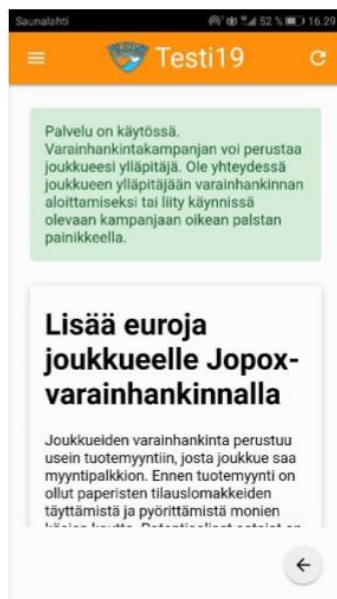 Saunalahti 52 % 16.29
Testi19
Palvelu on käytössä.
Varainhankintakampanjan voi perustaa
joukkueesi ylläpitäjä. Ole yhteydessä
joukkueen ylläpitäjään varainhankinnan
aloittamiseksi tai liity käynnissä
olevaan kampanjaan oikean palstan
painikkeella.
Lisää euroja
joukkueelle Jopox-
varainhankinnalla
Joukkueiden varainhankinta perustuu
usein tuotemyyntiin, josta joukkue saa
myyntipalkkion. Ennen tuotemyynti on
ollut paperisten tilauslomakkeiden
täyttämistä ja pyörittämistä monien